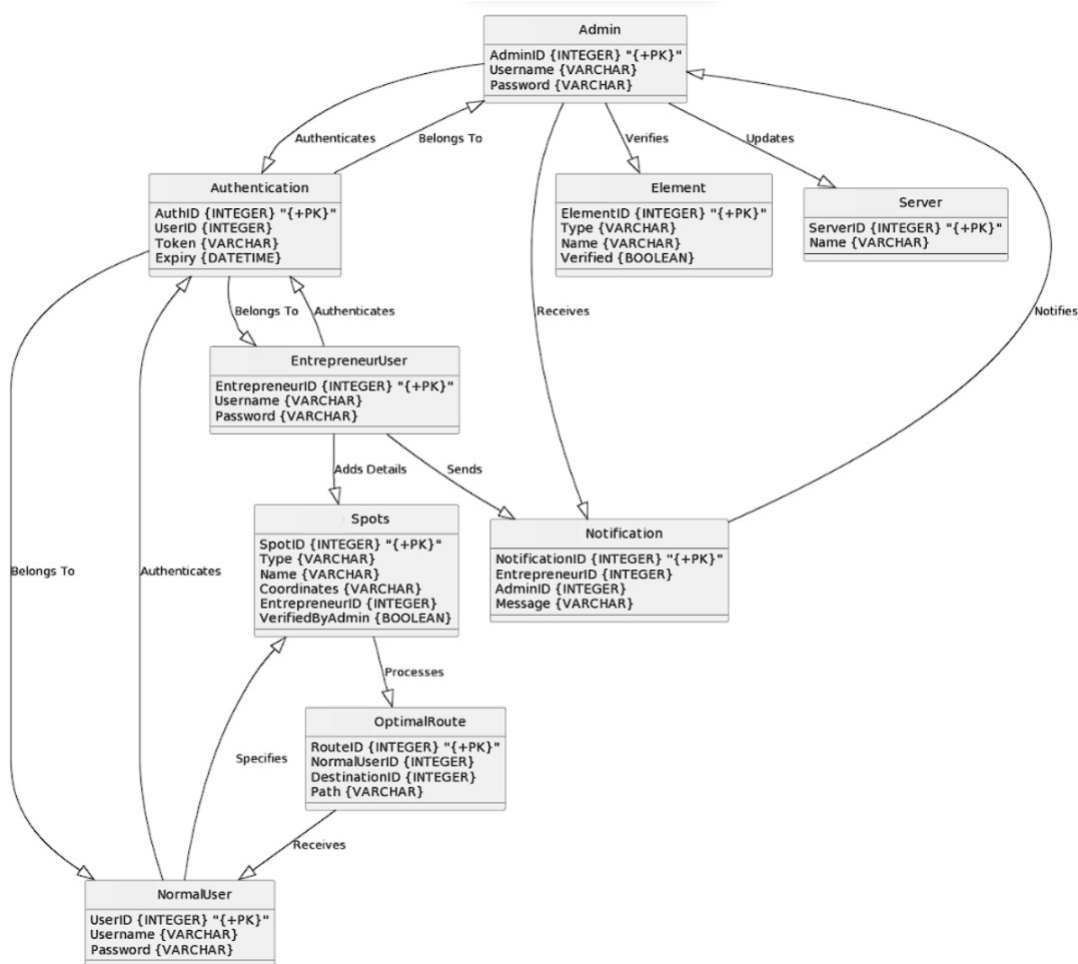 Admin
AdminID {INTEGER} "{+PK}"
Username {VARCHAR}
Password {VARCHAR}
Authenticates
Belongs To
Verifies
Updates
Authentication
AuthID {INTEGER} "{+PK}"
UserID {INTEGER}
Token {VARCHAR}
Expiry {DATETIME}
Element
ElementID {INTEGER} "{+PK}"
Type {VARCHAR}
Name {VARCHAR}
Verified {BOOLEAN}
Server
ServerID {INTEGER} "{+PK}"
Name {VARCHAR}
Belongs To
Authenticates
Receives
Notifies
EntrepreneurUser
EntrepreneurID {INTEGER} "{+PK}"
Username {VARCHAR}
Password {VARCHAR}
Adds Details
Sends
Spots
SpotID {INTEGER} "{+PK}"
Type {VARCHAR}
Name {VARCHAR}
Coordinates {VARCHAR}
EntrepreneurID {INTEGER}
VerifiedByAdmin {BOOLEAN}
Notification
NotificationID {INTEGER} "{+PK}"
EntrepreneurID {INTEGER}
AdminID {INTEGER}
Message {VARCHAR}
Belongs To
Authenticates
Processes
OptimalRoute
RouteID {INTEGER} "{+PK}"
NormalUserID {INTEGER}
DestinationID {INTEGER}
Path {VARCHAR}
Specifies
Receives
NormalUser
UserID {INTEGER} "{+PK}"
Username {VARCHAR}
Password {VARCHAR}